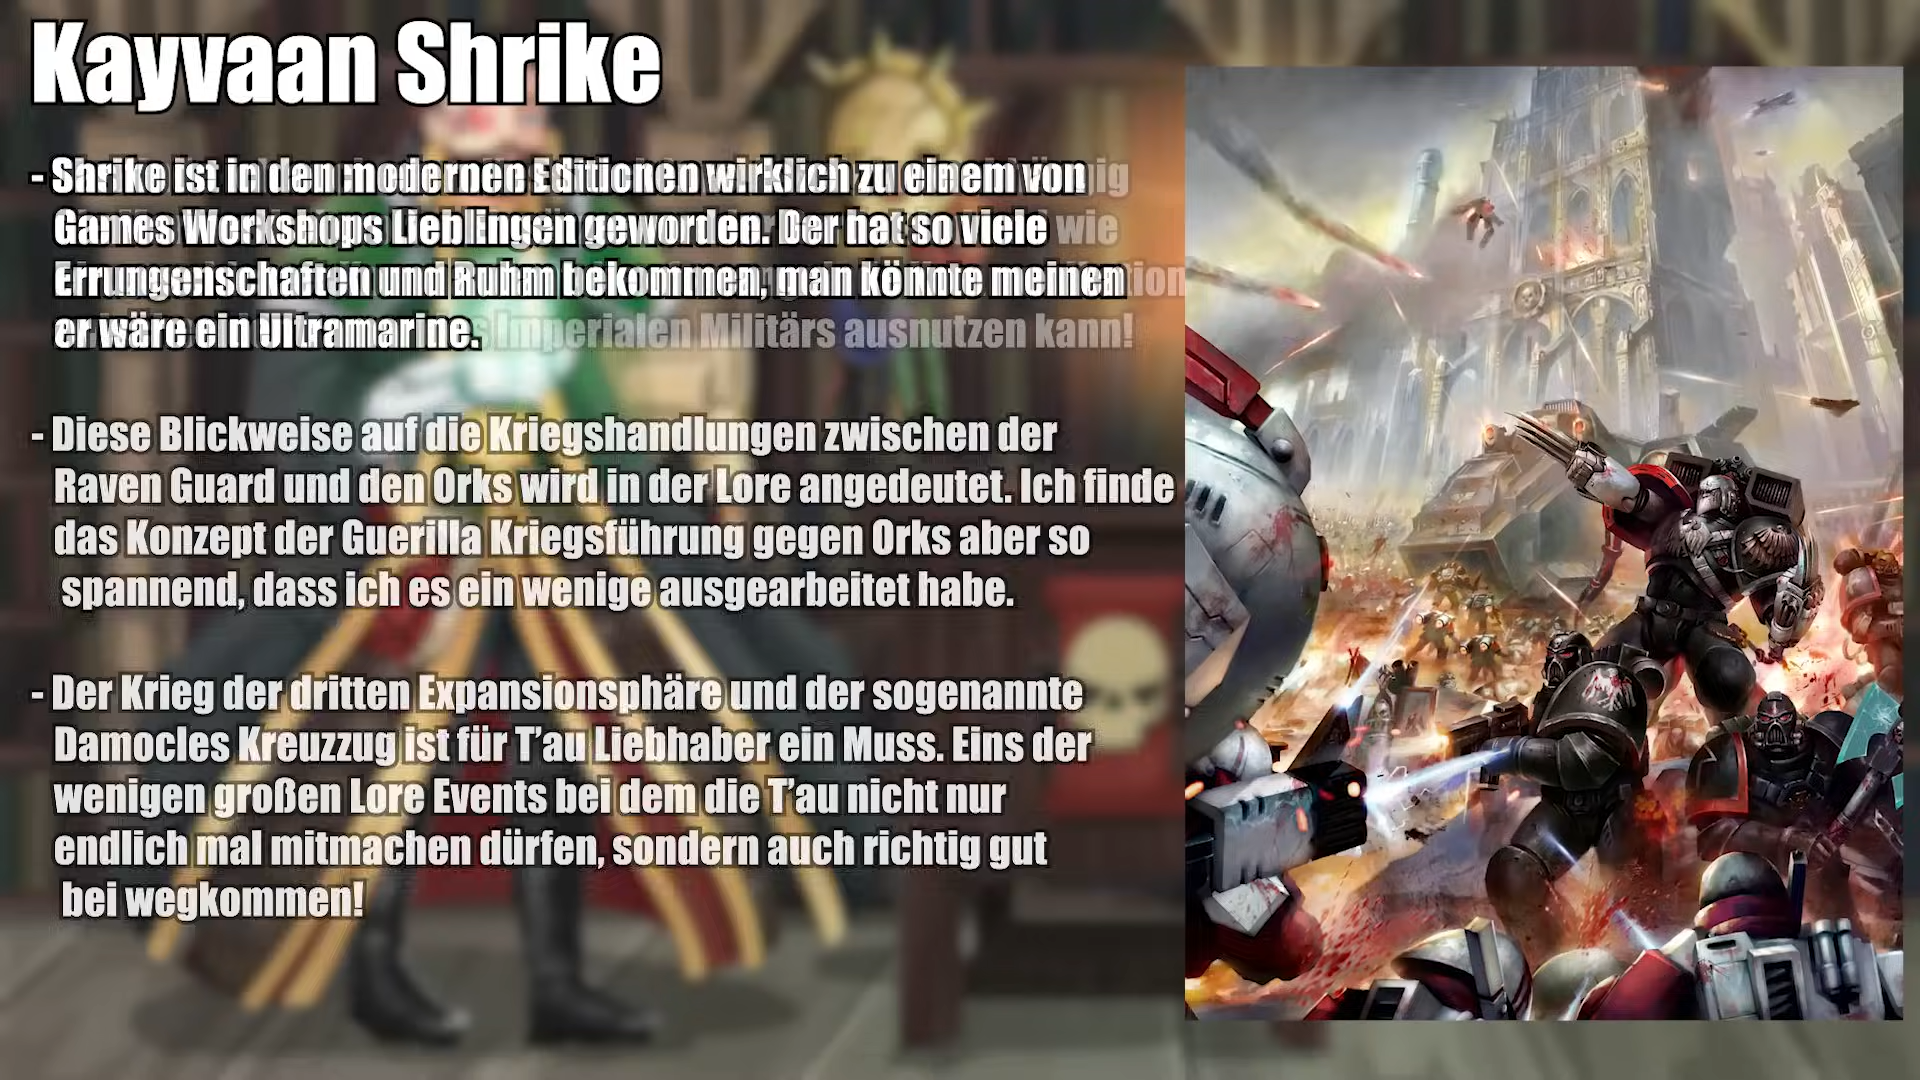 Kayvaan Shrike
- Shrike ist in den modernen Editionen wirklich zu einem von
Games Workshops Lieblingen geworden. Der hat so viele
wie
Errungenschaften und Ruhm bekommen, man könnte meinen
er wäre ein Ultramarine.
Imperialen Militärs ausnutzen kann!
- Diese Blickweise auf die Kriegshandlungen zwischen der
Raven Guard und den Orks wird in der Lore angedeutet. Ich finde
das Konzept der Guerilla Kriegsführung gegen Orks aber so
spannend, dass ich es ein wenige ausgearbeitet habe.
- Der Krieg der dritten Expansionsphäre und der sogenannte
Damocles Kreuzzug ist für T'au Liebhaber ein Muss. Eins der
wenigen großen Lore Events bei dem die T'au nicht nur
endlich mal mitmachen dürfen, sondern auch richtig gut
bei wegkommen!